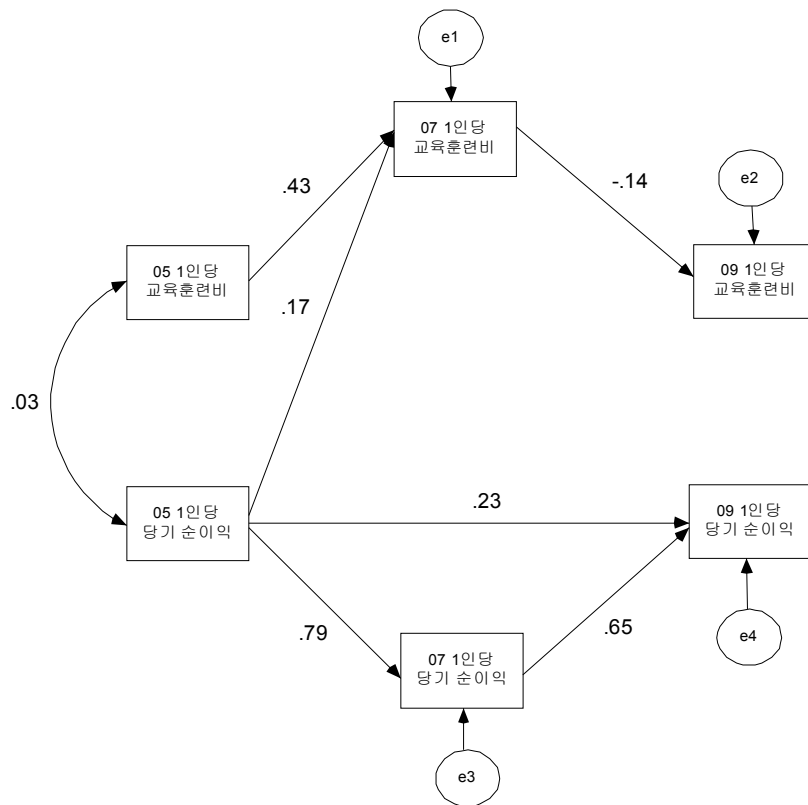 e1
07 1인당
교육훈련비
.43
-.14
e2
05 1인당
교육훈련비
09 1인당
교육훈련비
.17
.03
05 1인당
당기 순이익
.23
09 1인당
당기 순이익
.79
.65
07 1인당
당기 순이익
e4
e3